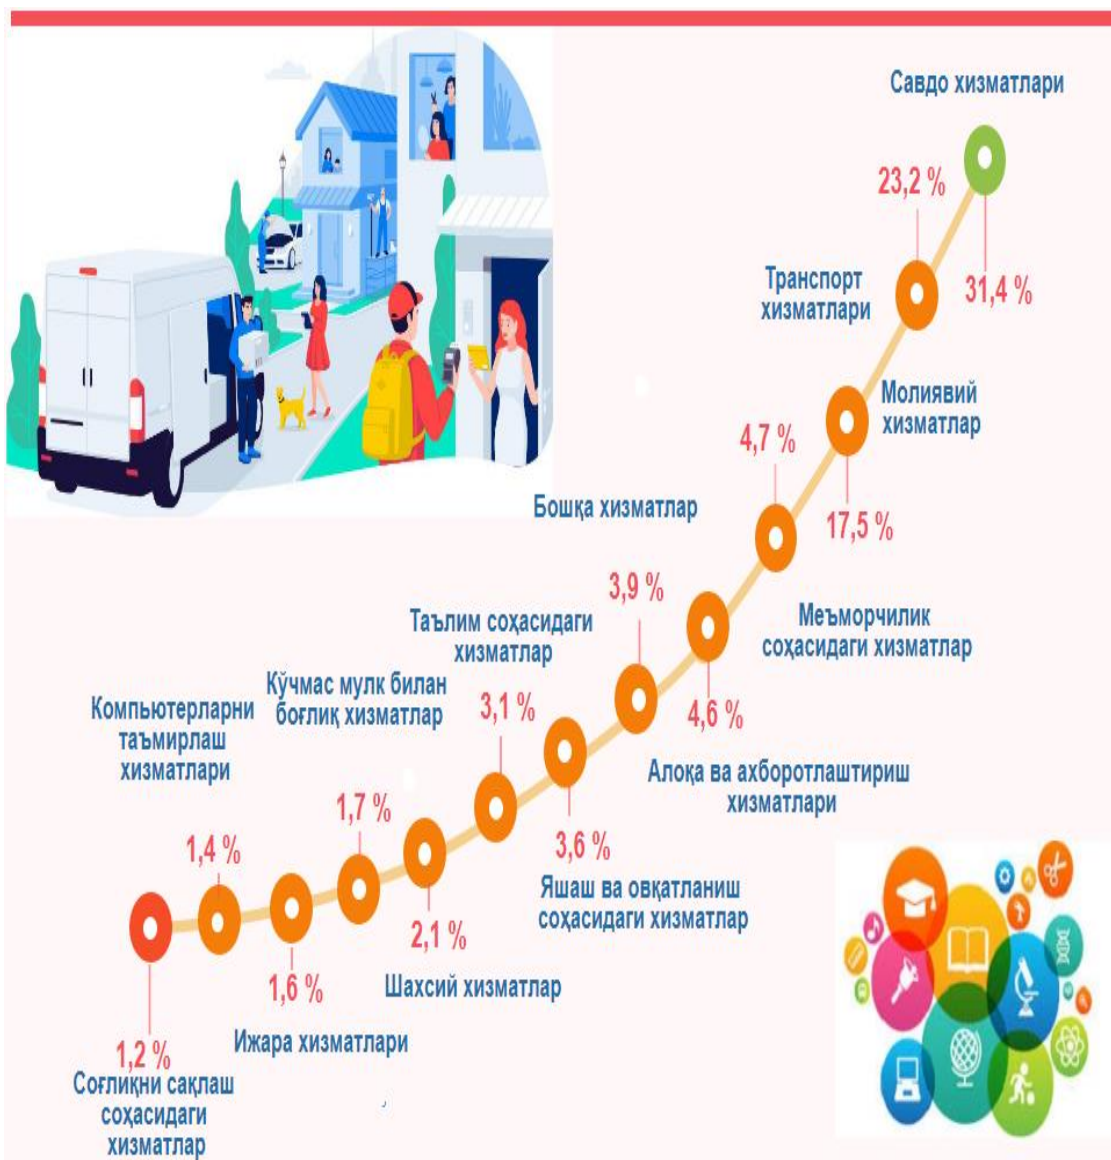 Савдо хизматлари
23,2 %
31,4 %
Транспорт
хизматлари
Молиявий
хизматлар
4,7 %
17,5 %
Бошқа хизматлар
3,9 %
Меъморчилик
соҳасидаги хизматлар
Таълим соҳасидаги
хизматлар
4,6 %
Кўчмас мулк билан
боғлиқ хизматлар
3,1 %
Компьютерларни
таъмирлаш
хизматлари
Алоқа ва ахборотлаштириш
хизматлари
1,7 %
3,6 %
1,4 %
Яшаш ва овқатланиш
соҳасидаги хизматлар
2,1 %
1,6 %
Шахсий хизматлар
Ижара хизматлари
1,2 %
Соғлиқни сақлаш
соҳасидаги
хизматлар